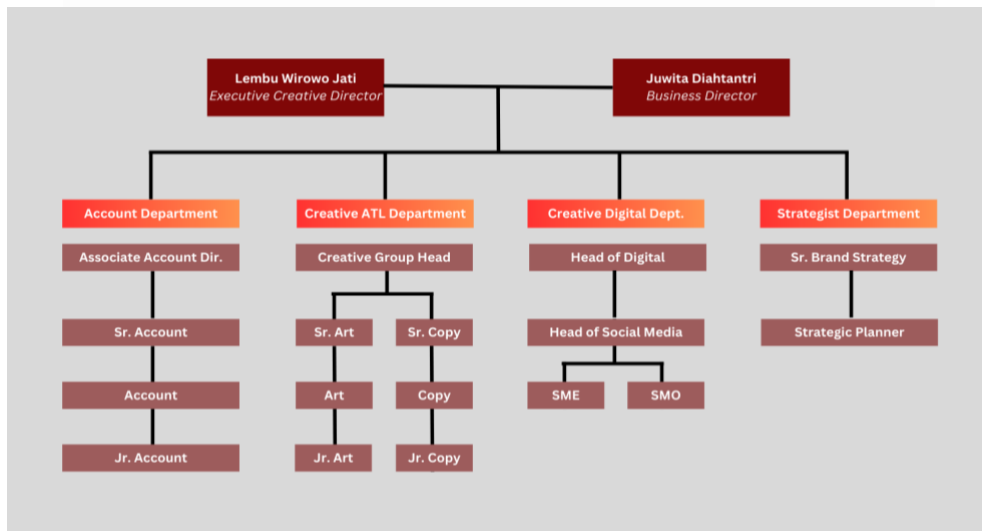 Lembu Wirowo Jati
Executive Creative Director
Juwita Diahtantri
Business Director
Account Department
Creative ATL Department
Creative Digital Dept.
Strategist Department
Associate Account Dir.
Creative Group Head
Head of Digital
Sr. Brand Strategy
Sr. Account
Sr. Art
Sr. Copy
Head of Social Media
Strategic Planner
Account
Art
Copy
SME
SMO
Jr. Account
Jr. Art
Jr. Copy